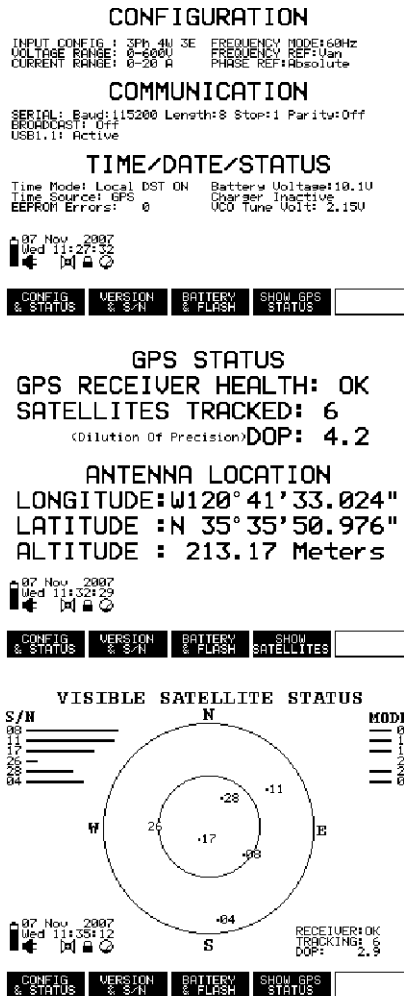 CONFIGURATION
INPUT CONFIG : 3Ph 4W 3E FREQUENCY MODE:60Hz
VOLTAGE RANGE: 0-600V FREQUENCY REF:Van
CURRENT RANGE: 0-20 A PHASE REF:Absolute
COMMUNICATION
SERIAL: Baud:115200 Length:8 Stop:1 Parity:Off
BROADCAST: Off
USB1.1: Active
TIME/DATE/STATUS
Time Mode: Local DST ON Battery Voltage:10.1V
Time Source: GPS Charger Inactive
EEPROM Errors: 0 VCO Tune Volt: 2.15V
07 Nov 2007
Wed 11:27:32
CONFIG & STATUS VERSION & S/N BATTERY & FLASH SHOW GPS STATUS
GPS STATUS
GPS RECEIVER HEALTH: OK
SATELLITES TRACKED: 6
(Dilution Of Precision)DOP: 4.2
ANTENNA LOCATION
LONGITUDE:W120°41'33.024"
LATITUDE :N 35°35'50.976"
ALTITUDE : 213.17 Meters
07 Nov 2007
Wed 11:32:29
CONFIG & STATUS VERSION & S/N BATTERY & FLASH SHOW SATELLITES
VISIBLE SATELLITE STATUS
S/N N MODE
08
11
17
26
28
04
28 11
W 26 17 08 E
04
S
07 Nov 2007
Wed 11:35:12
RECEIVER:OK
TRACKING: 6
DOP: 2.9
CONFIG & STATUS VERSION & S/N BATTERY & FLASH SHOW GPS STATUS